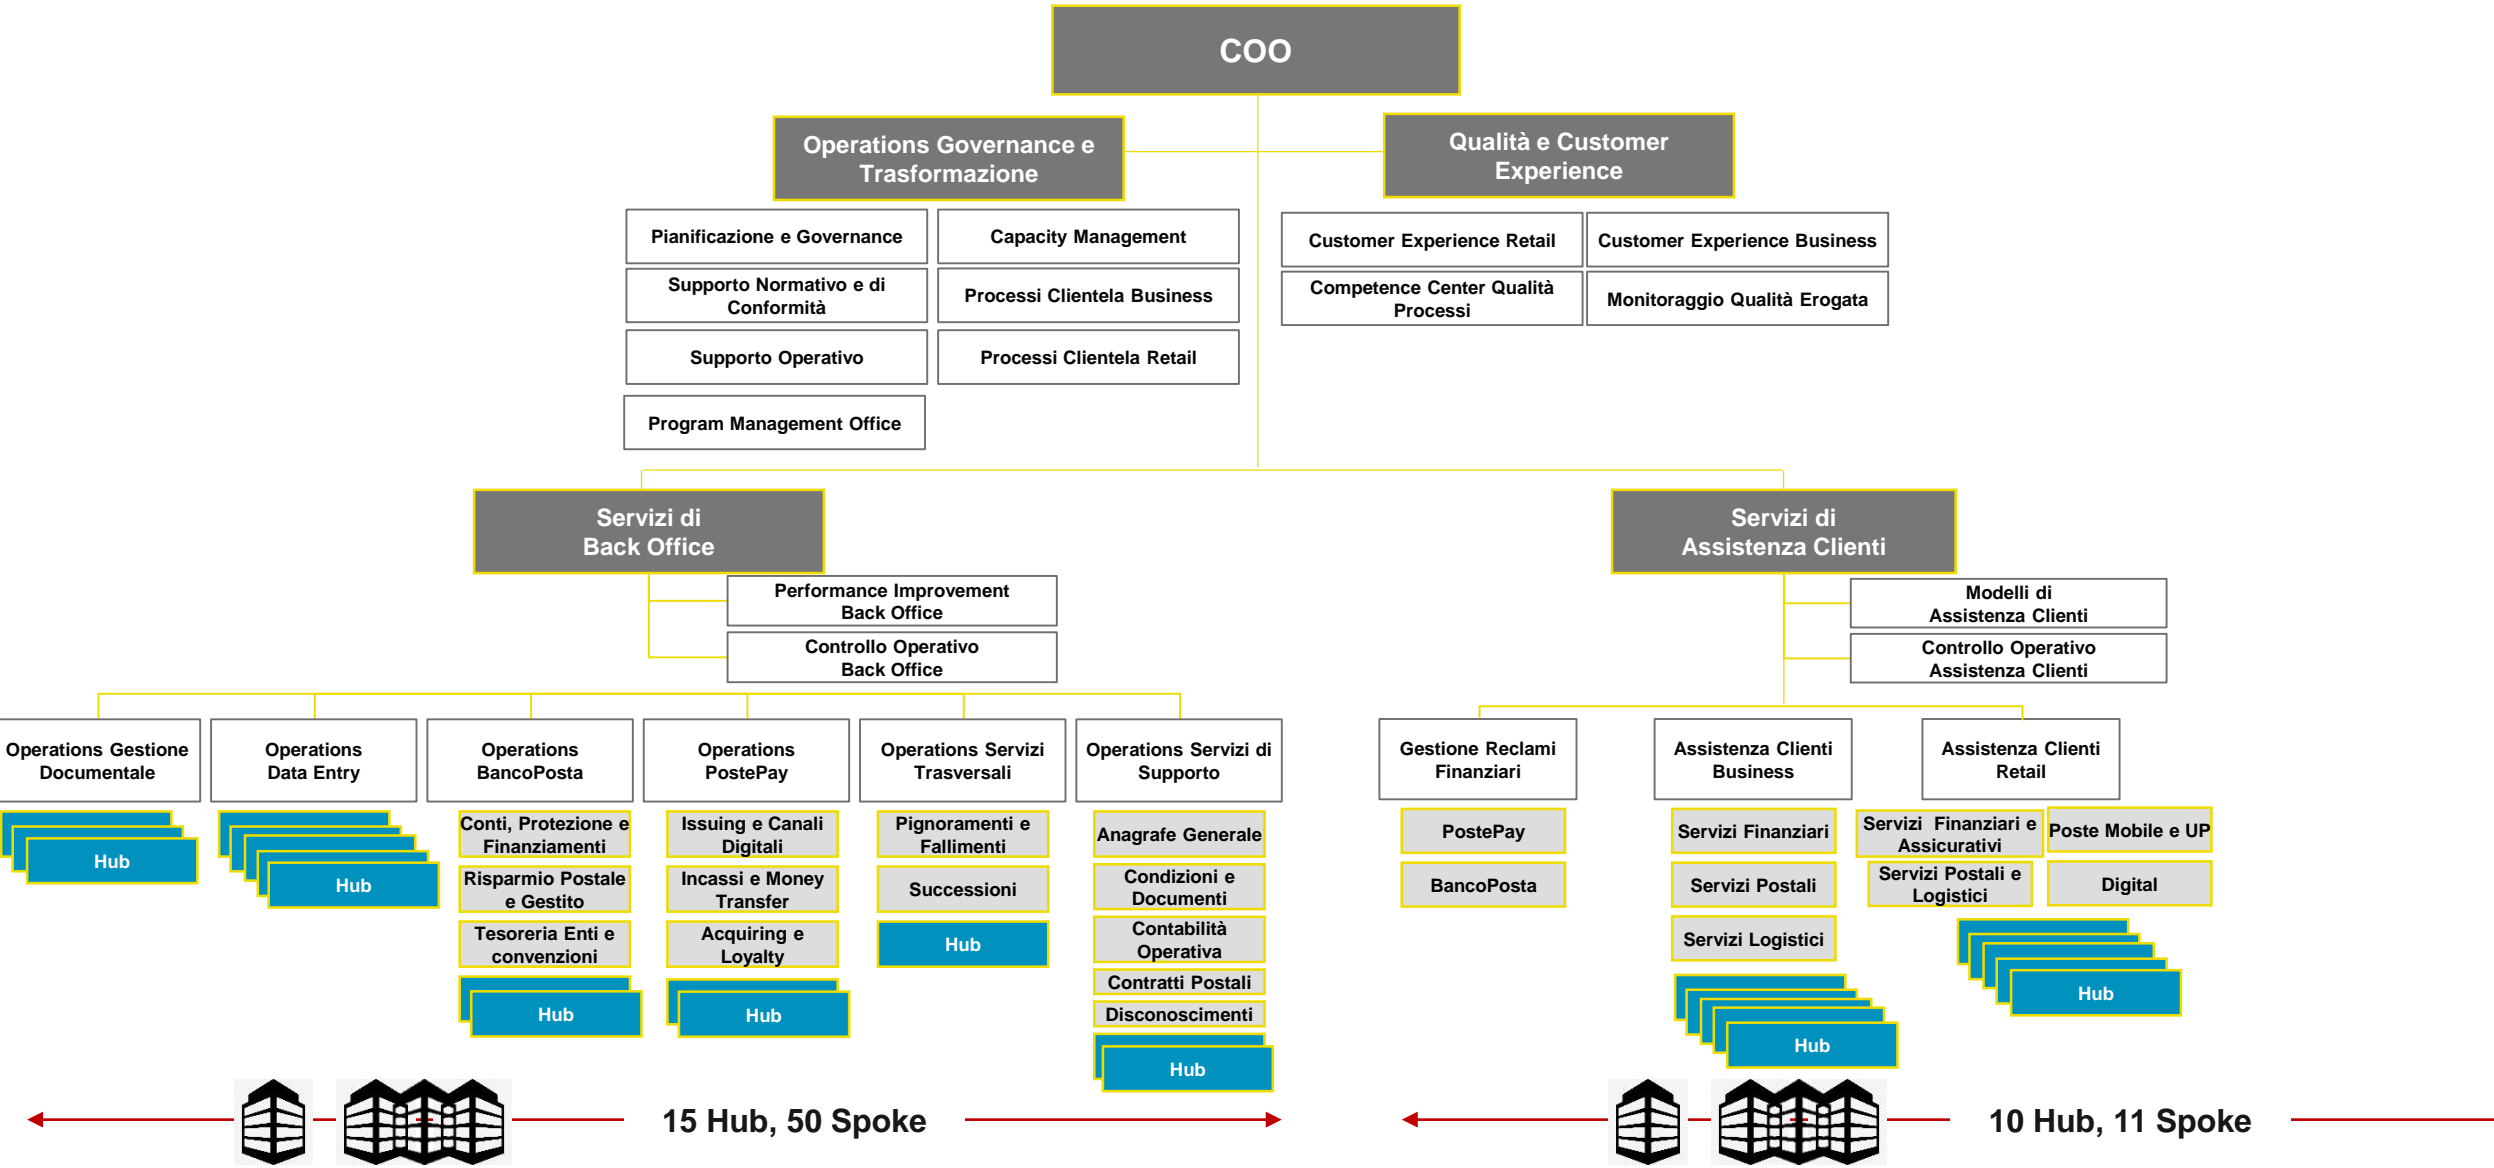 COO
Operations Governance e
Trasformazione
Qualità e Customer
Experience
Pianificazione e Governance
Capacity Management
Customer Experience Retail
Customer Experience Business
Supporto Normativo e di
Conformità
Processi Clientela Business
Competence Center Qualità
Processi
Monitoraggio Qualità Erogata
Supporto Operativo
Processi Clientela Retail
Program Management Office
Servizi di
Back Office
Servizi di
Assistenza Clienti
Performance Improvement
Back Office
Controllo Operativo
Back Office
Modelli di
Assistenza Clienti
Controllo Operativo
Assistenza Clienti
Operations Gestione
Documentale
Operations
Data Entry
Operations
BancoPosta
Operations
PostePay
Operations Servizi
Trasversali
Operations Servizi di
Supporto
Gestione Reclami
Finanziari
Assistenza Clienti
Business
Assistenza Clienti
Retail
Hub
Hub
Conti, Protezione e
Finanziamenti
Risparmio Postale
e Gestito
Tesoreria Enti e
convenzioni
Hub
Issuing e Canali
Digitali
Incassi e Money
Transfer
Acquiring e
Loyalty
Hub
Pignoramenti e
Fallimenti
Successioni
Hub
Anagrafe Generale
Condizioni e
Documenti
Contabilità
Operativa
Contratti Postali
Disconoscimenti
Hub
PostePay
BancoPosta
Servizi Finanziari
Servizi Postali
Servizi Logistici
Hub
Servizi Finanziari e
Assicurativi
Poste Mobile e UP
Servizi Postali e
Logistici
Digital
Hub
15 Hub, 50 Spoke
10 Hub, 11 Spoke